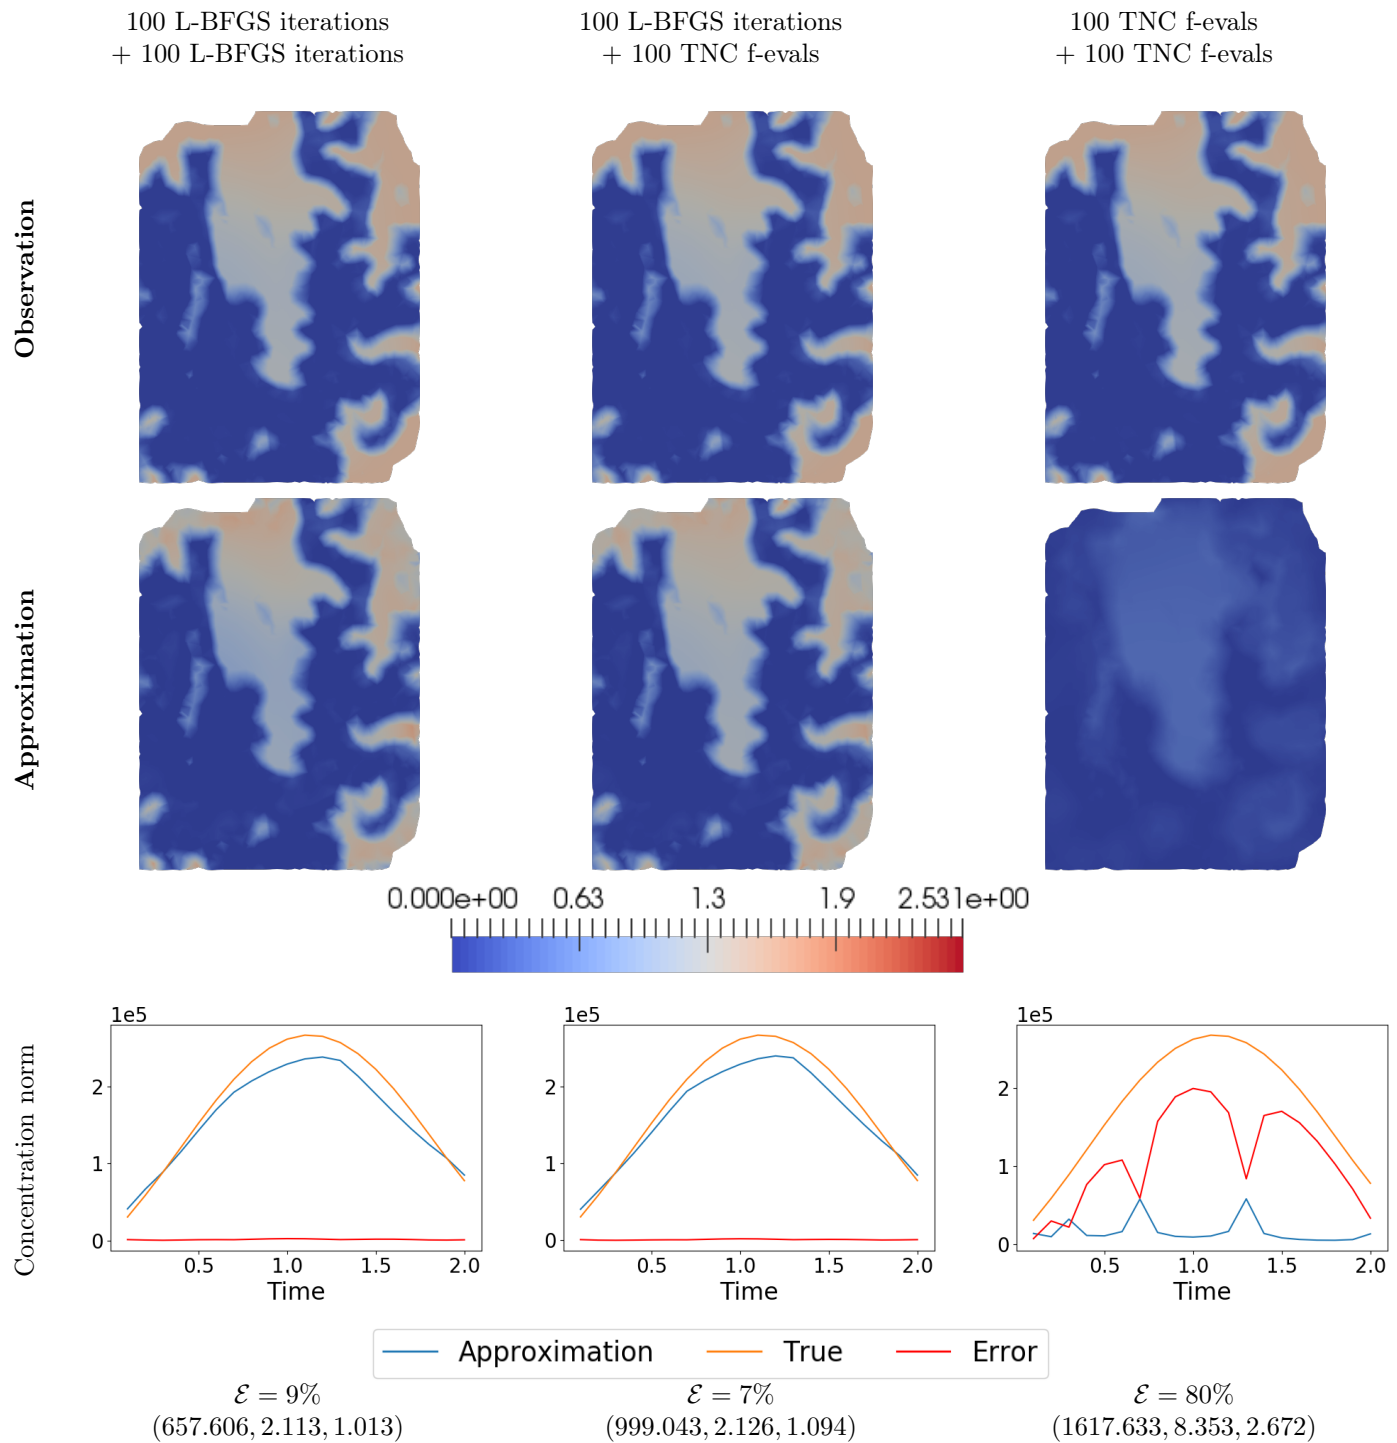 100 L-BFGS iterations
+ 100 L-BFGS iterations
100 L-BFGS iterations
+ 100 TNC f-evals
100 TNC f-evals
+ 100 TNC f-evals
Observation
Approximation
0.000e+00 0.63 1.3 1.9 2.531e+00
Concentration norm
1e5
2
1
0
0.5 1.0 1.5 2.0
Time
1e5
2
1
0
0.5 1.0 1.5 2.0
Time
1e5
2
1
0
0.5 1.0 1.5 2.0
Time
Approximation True Error
ℰ = 9%
(657.606, 2.113, 1.013)
ℰ = 7%
(999.043, 2.126, 1.094)
ℰ = 80%
(1617.633, 8.353, 2.672)